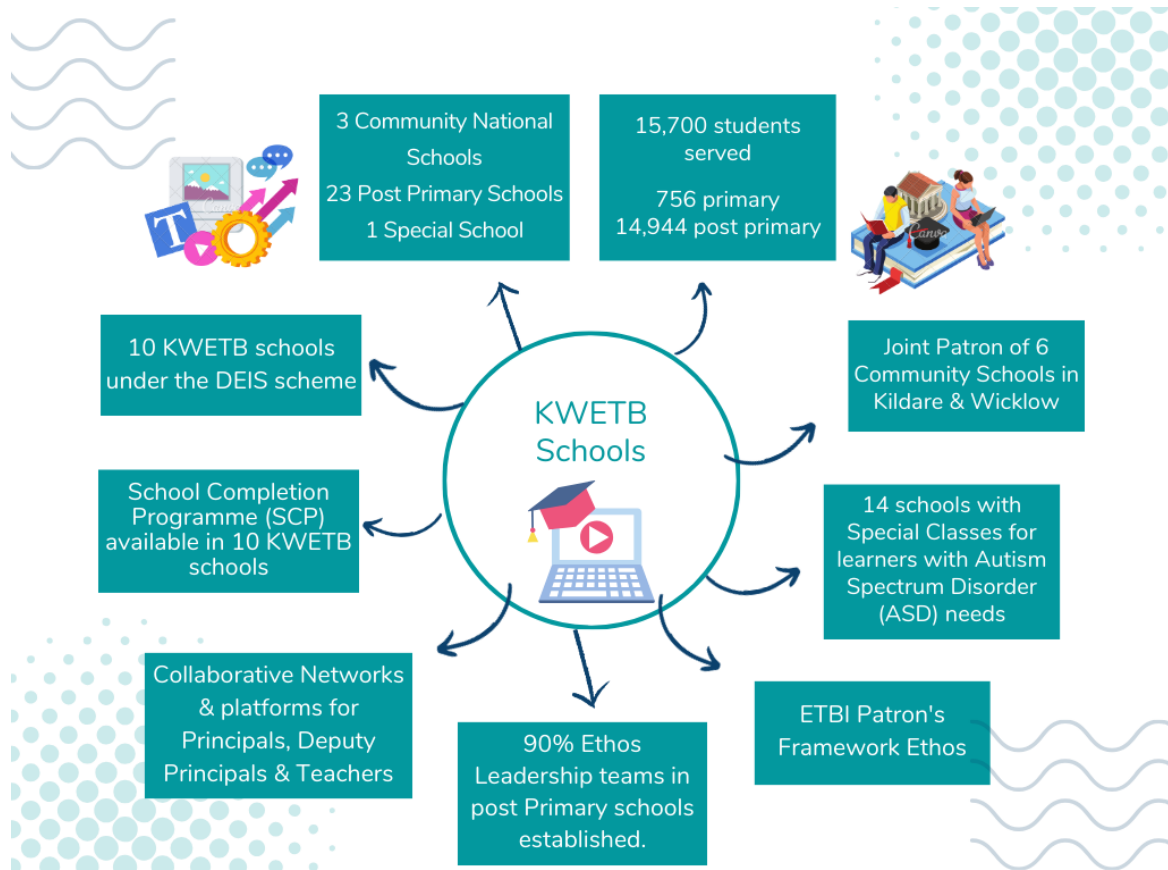 3 Community National
Schools
23 Post Primary Schools
1 Special School
15,700 students
served
756 primary
14,944 post primary
T
Canva
10 KWETB schools
under the DEIS scheme
KWETB
Schools
Joint Patron of 6
Community Schools in
Kildare & Wicklow
School Completion
Programme (SCP)
available in 10 KWETB
schools
14 schools with
Special Classes for
learners with Autism
Spectrum Disorder
(ASD) needs
Collaborative Networks
& platforms for
Principals, Deputy
Principals & Teachers
90% Ethos
Leadership teams in
post Primary schools
established.
ETBI Patron's
Framework Ethos